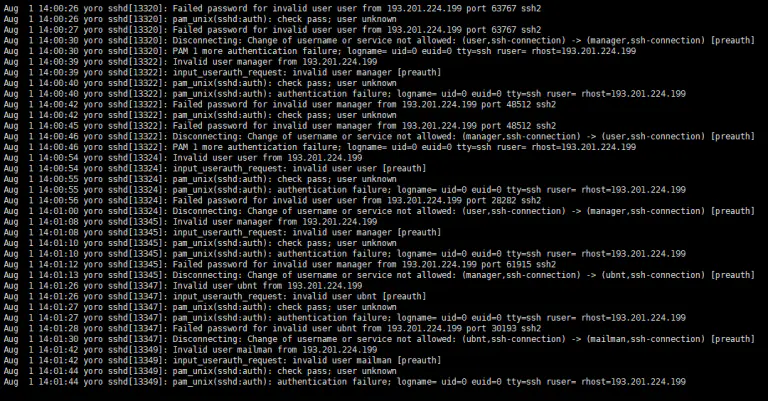 Aug  1 14:00:26 yoro sshd[13320]: Failed password for invalid user user from 193.201.224.199 port 63767 ssh2
Aug  1 14:00:26 yoro sshd[13320]: pam_unix(sshd:auth): check pass; user unknown
Aug  1 14:00:27 yoro sshd[13320]: Failed password for invalid user user from 193.201.224.199 port 63767 ssh2
Aug  1 14:00:30 yoro sshd[13320]: Disconnecting: Change of username or service not allowed: (user,ssh-connection) -> (manager,ssh-connection) [preauth]
Aug  1 14:00:30 yoro sshd[13320]: PAM 1 more authentication failure; logname= uid=0 euid=0 tty=ssh ruser= rhost=193.201.224.199
Aug  1 14:00:39 yoro sshd[13322]: Invalid user manager from 193.201.224.199
Aug  1 14:00:39 yoro sshd[13322]: input_userauth_request: invalid user manager [preauth]
Aug  1 14:00:40 yoro sshd[13322]: pam_unix(sshd:auth): check pass; user unknown
Aug  1 14:00:40 yoro sshd[13322]: pam_unix(sshd:auth): authentication failure; logname= uid=0 euid=0 tty=ssh ruser= rhost=193.201.224.199
Aug  1 14:00:42 yoro sshd[13322]: Failed password for invalid user manager from 193.201.224.199 port 48512 ssh2
Aug  1 14:00:42 yoro sshd[13322]: pam_unix(sshd:auth): check pass; user unknown
Aug  1 14:00:45 yoro sshd[13322]: Failed password for invalid user manager from 193.201.224.199 port 48512 ssh2
Aug  1 14:00:46 yoro sshd[13322]: Disconnecting: Change of username or service not allowed: (manager,ssh-connection) -> (user,ssh-connection) [preauth]
Aug  1 14:00:46 yoro sshd[13322]: PAM 1 more authentication failure; logname= uid=0 euid=0 tty=ssh ruser= rhost=193.201.224.199
Aug  1 14:00:54 yoro sshd[13324]: Invalid user user from 193.201.224.199
Aug  1 14:00:54 yoro sshd[13324]: input_userauth_request: invalid user user [preauth]
Aug  1 14:00:55 yoro sshd[13324]: pam_unix(sshd:auth): check pass; user unknown
Aug  1 14:00:55 yoro sshd[13324]: pam_unix(sshd:auth): authentication failure; logname= uid=0 euid=0 tty=ssh ruser= rhost=193.201.224.199
Aug  1 14:00:56 yoro sshd[13324]: Failed password for invalid user user from 193.201.224.199 port 28282 ssh2
Aug  1 14:01:00 yoro sshd[13324]: Disconnecting: Change of username or service not allowed: (user,ssh-connection) -> (manager,ssh-connection) [preauth]
Aug  1 14:01:08 yoro sshd[13345]: Invalid user manager from 193.201.224.199
Aug  1 14:01:08 yoro sshd[13345]: input_userauth_request: invalid user manager [preauth]
Aug  1 14:01:10 yoro sshd[13345]: pam_unix(sshd:auth): check pass; user unknown
Aug  1 14:01:10 yoro sshd[13345]: pam_unix(sshd:auth): authentication failure; logname= uid=0 euid=0 tty=ssh ruser= rhost=193.201.224.199
Aug  1 14:01:12 yoro sshd[13345]: Failed password for invalid user manager from 193.201.224.199 port 61915 ssh2
Aug  1 14:01:13 yoro sshd[13345]: Disconnecting: Change of username or service not allowed: (manager,ssh-connection) -> (ubnt,ssh-connection) [preauth]
Aug  1 14:01:26 yoro sshd[13347]: Invalid user ubnt from 193.201.224.199
Aug  1 14:01:26 yoro sshd[13347]: input_userauth_request: invalid user ubnt [preauth]
Aug  1 14:01:27 yoro sshd[13347]: pam_unix(sshd:auth): check pass; user unknown
Aug  1 14:01:27 yoro sshd[13347]: pam_unix(sshd:auth): authentication failure; logname= uid=0 euid=0 tty=ssh ruser= rhost=193.201.224.199
Aug  1 14:01:28 yoro sshd[13347]: Failed password for invalid user ubnt from 193.201.224.199 port 30193 ssh2
Aug  1 14:01:30 yoro sshd[13347]: Disconnecting: Change of username or service not allowed: (ubnt,ssh-connection) -> (mailman,ssh-connection) [preauth]
Aug  1 14:01:42 yoro sshd[13349]: Invalid user mailman from 193.201.224.199
Aug  1 14:01:42 yoro sshd[13349]: input_userauth_request: invalid user mailman [preauth]
Aug  1 14:01:44 yoro sshd[13349]: pam_unix(sshd:auth): check pass; user unknown
Aug  1 14:01:44 yoro sshd[13349]: pam_unix(sshd:auth): authentication failure; logname= uid=0 euid=0 tty=ssh ruser= rhost=193.201.224.199